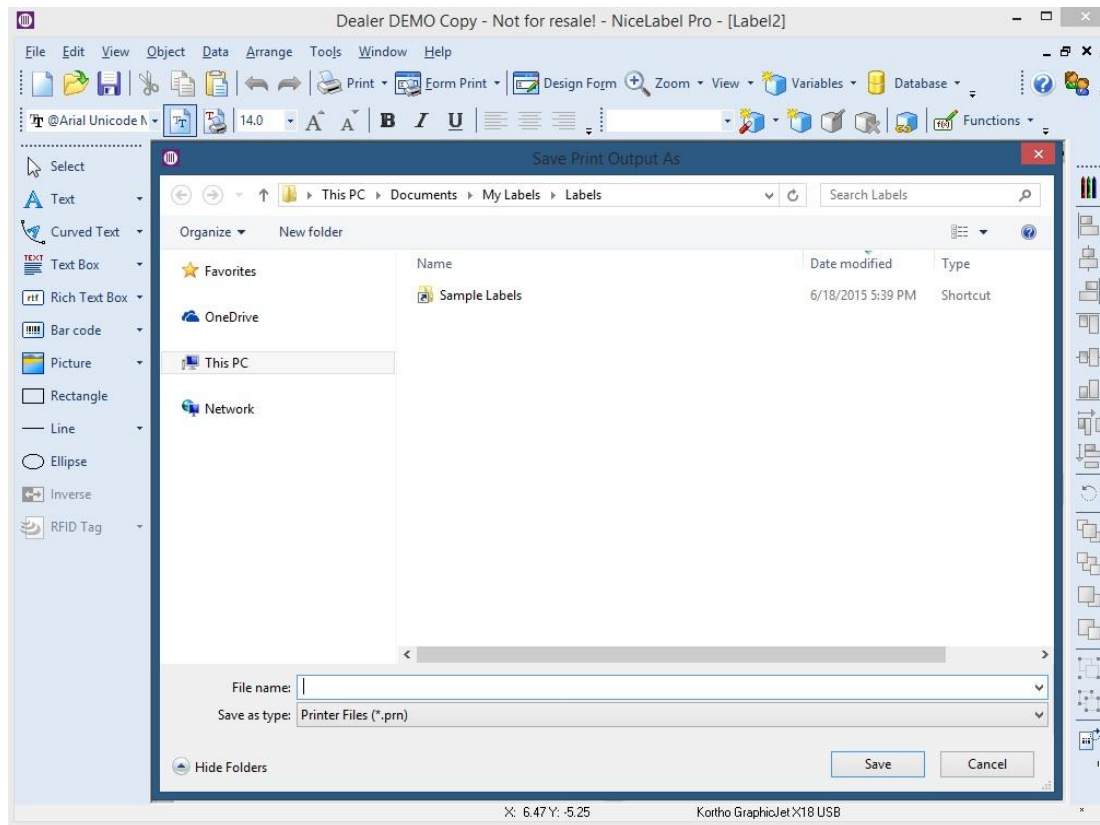 Dealer DEMO Copy - Not for resale! - NiceLabel Pro - [Label2]
File Edit View Object Data Arrange Tools Window Help
Print Form Print Design Form Zoom View Variables Database
@Arial Unicode 14.0 A A B I U Functions
Select
Text
Curved Text
Text Box
Rich Text Box
Bar code
Picture
Rectangle
Line
Ellipse
Inverse
RFID Tag
Save Print Output As
This PC Documents My Labels Labels
Search Labels
Organize New folder
Favorites
OneDrive
This PC
Network
Name Date modified Type
Sample Labels 6/18/2015 5:39 PM Shortcut
File name:
Save as type: Printer Files (*.prn)
Hide Folders Save Cancel
X: 6.47 Y: -5.25 Kortho GraphicJet X18 USB